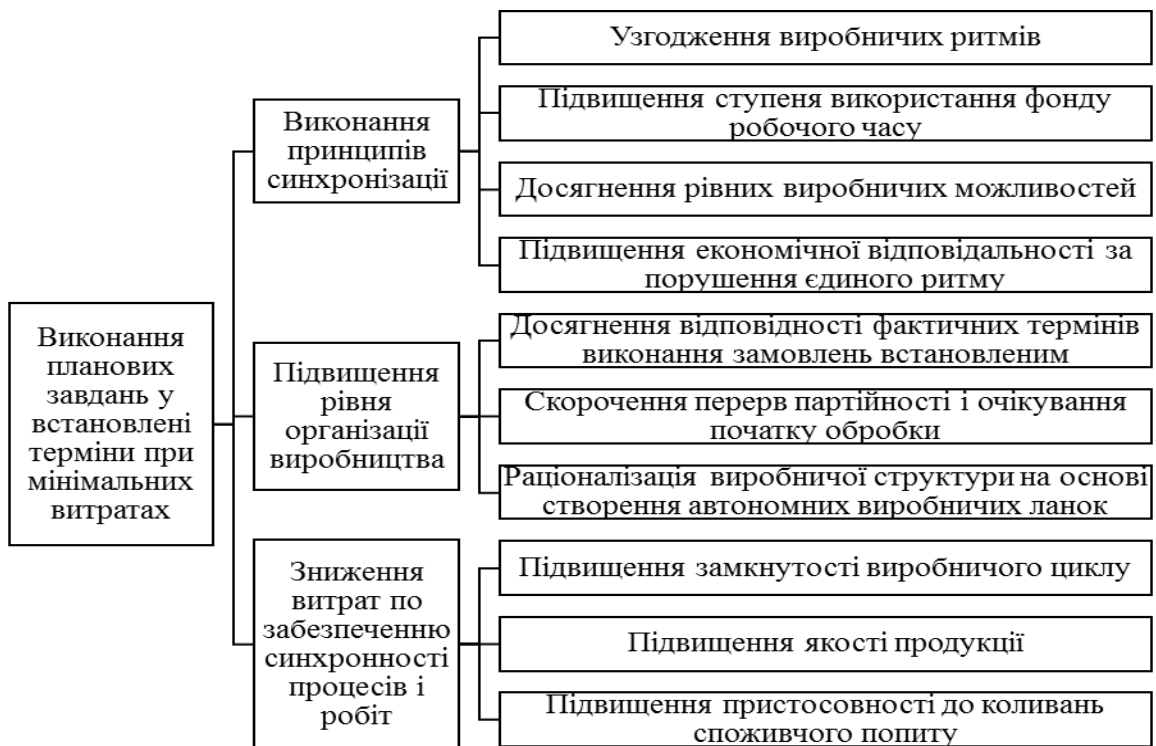 Виконання
планових
завдань у
встановлені
терміни при
мінімальних
витратах
Виконання
принципів
синхронізації
Узгодження виробничих ритмів
Підвищення ступеня використання фонду
робочого часу
Досягнення рівних виробничих можливостей
Підвищення економічної відповідальності за
порушення єдиного ритму
Підвищення
рівня
організації
виробництва
Досягнення відповідності фактичних термінів
виконання замовлень встановленим
Скорочення перерв партійності і очікування
початку обробки
Раціоналізація виробничої структури на основі
створення автономних виробничих ланок
Зниження
витрат по
забезпеченню
синхронності
процесів і
робіт
Підвищення замкнутості виробничого циклу
Підвищення якості продукції
Підвищення пристосовності до коливань
споживчого попиту